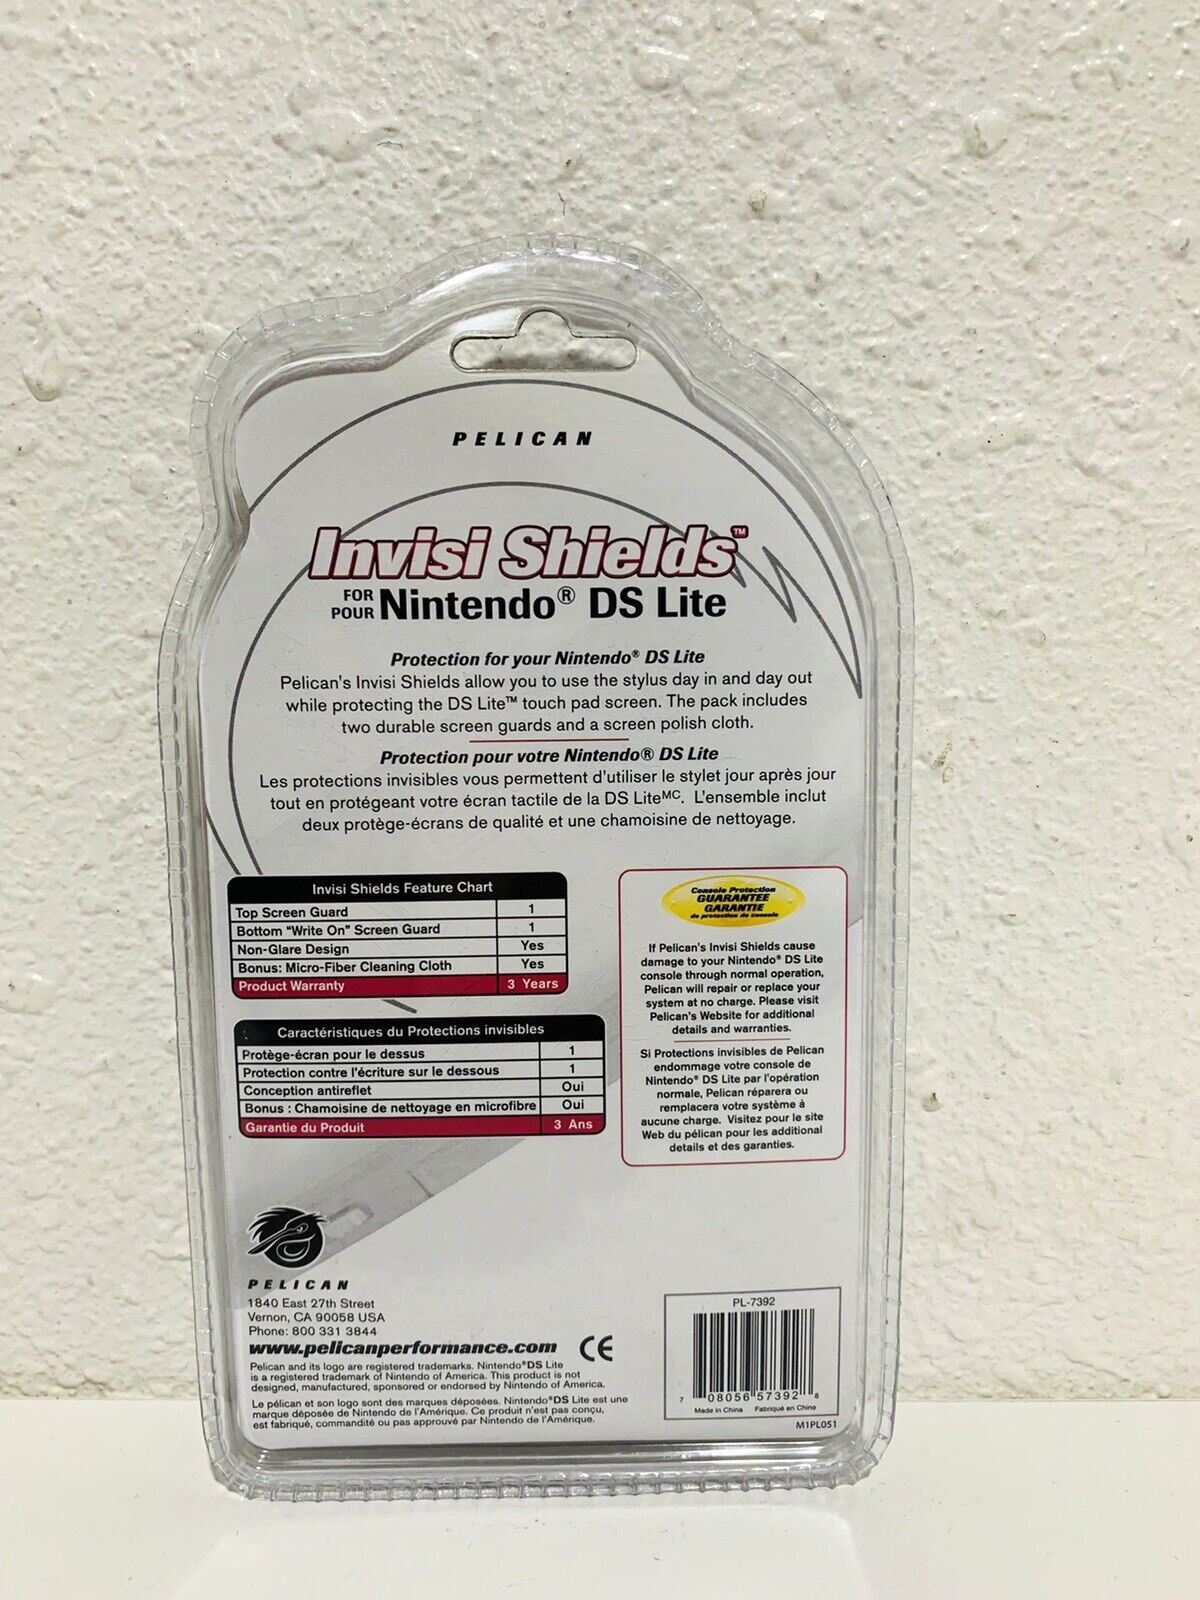 PELICAN
Invisi Shields™
FOR
POUR Nintendo® DS Lite
Protection for your Nintendo® DS Lite
Pelican's Invisi Shields allow you to use the stylus day in and day out
while protecting the DS Lite™ touch pad screen. The pack includes
two durable screen guards and a screen polish cloth.
Protection pour votre Nintendo® DS Lite
Les protections invisibles vous permettent d'utiliser le stylet jour après jour
tout en protégeant votre écran tactile de la DS Liteᴹᶜ. L'ensemble inclut
deux protège-écrans de qualité et une chamoisine de nettoyage.
Invisi Shields Feature Chart
Top Screen Guard 1
Bottom "Write On" Screen Guard 1
Non-Glare Design Yes
Bonus: Micro-Fiber Cleaning Cloth Yes
Product Warranty 3 Years
Caractéristiques du Protections invisibles
Protège-écran pour le dessus 1
Protection contre l'écriture sur le dessous 1
Conception antireflet Oui
Bonus : Chamoisine de nettoyage en microfibre Oui
Garantie du Produit 3 Ans
Console Protection
GUARANTEE
GARANTIE
de protection de console
If Pelican's Invisi Shields cause
damage to your Nintendo® DS Lite
console through normal operation,
Pelican will repair or replace your
system at no charge. Please visit
Pelican's Website for additional
details and warranties.
Si Protections invisibles de Pelican
endommage votre console de
Nintendo® DS Lite par l'opération
normale, Pelican réparera ou
remplacera votre système à
aucune charge. Visitez pour le site
Web du pélican pour les additional
details et des garanties.
PELICAN
1840 East 27th Street
Vernon, CA 90058 USA
Phone: 800 331 3844
www.pelicanperformance.com CE
Pelican and its logo are registered trademarks. Nintendo®DS Lite
is a registered trademark of Nintendo of America. This product is not
designed, manufactured, sponsored or endorsed by Nintendo of America.
Le pélican et son logo sont des marques déposées. Nintendo®DS Lite est une
marque déposée de Nintendo de l'Amérique. Ce produit n'est pas conçu,
est fabriqué, commandité ou pas approuvé par Nintendo de l'Amérique.
PL-7392
7 08056 57392 8
Made in China Fabriqué en Chine
M1PL051